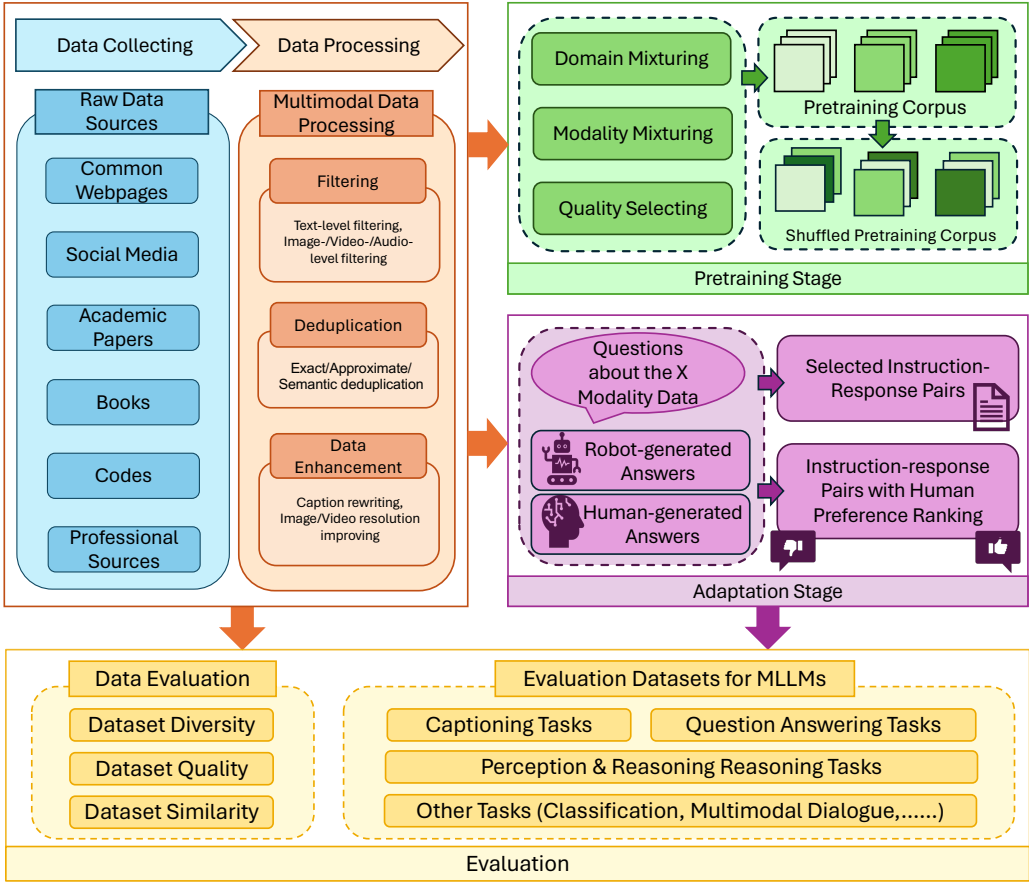 Data Collecting
Data Processing
Raw Data
Sources
Common
Webpages
Social Media
Academic
Papers
Books
Codes
Professional
Sources
Multimodal Data
Processing
Filtering
Text-level filtering,
Image-/Video-/Audio-
level filtering
Deduplication
Exact/Approximate/
Semantic deduplication
Data
Enhancement
Caption rewriting,
Image/Video resolution
improving
Domain Mixturing
Modality Mixturing
Quality Selecting
Pretraining Corpus
Shuffled Pretraining Corpus
Pretraining Stage
Questions
about the X
Modality Data
Robot-generated
Answers
Human-generated
Answers
Selected Instruction-
Response Pairs
Instruction-response
Pairs with Human
Preference Ranking
Adaptation Stage
Data Evaluation
Dataset Diversity
Dataset Quality
Dataset Similarity
Evaluation Datasets for MLLMs
Captioning Tasks
Question Answering Tasks
Perception & Reasoning Reasoning Tasks
Other Tasks (Classification, Multimodal Dialogue,......)
Evaluation